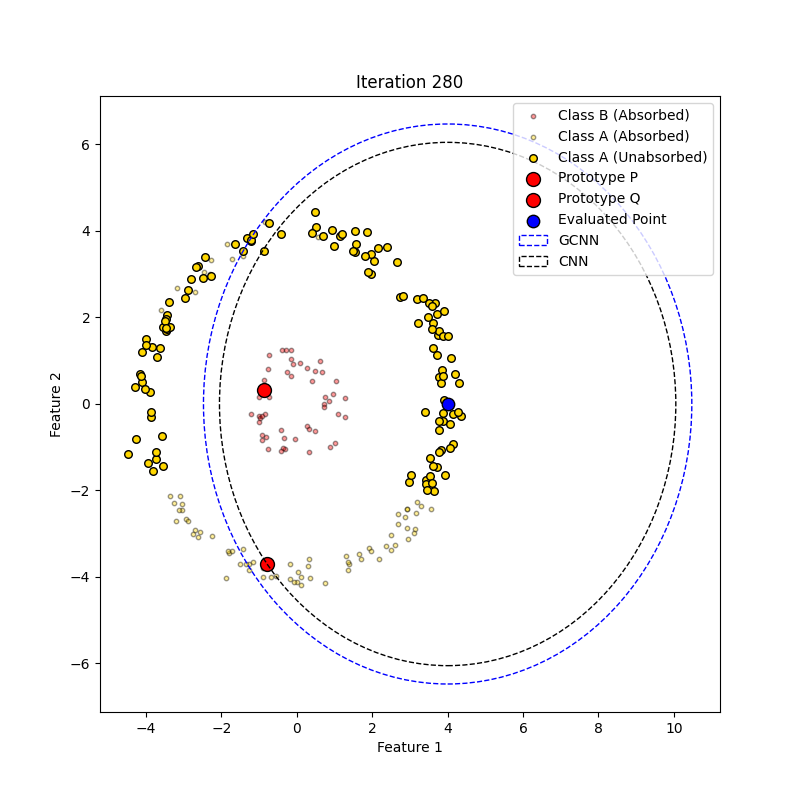 Iteration 280
Class B (Absorbed)
Class A (Absorbed)
Class A (Unabsorbed)
Prototype P
Prototype Q
Evaluated Point
GCNN
CNN
6
4
2
0
−2
−4
−6
Feature 2
−4 −2 0 2 4 6 8 10
Feature 1